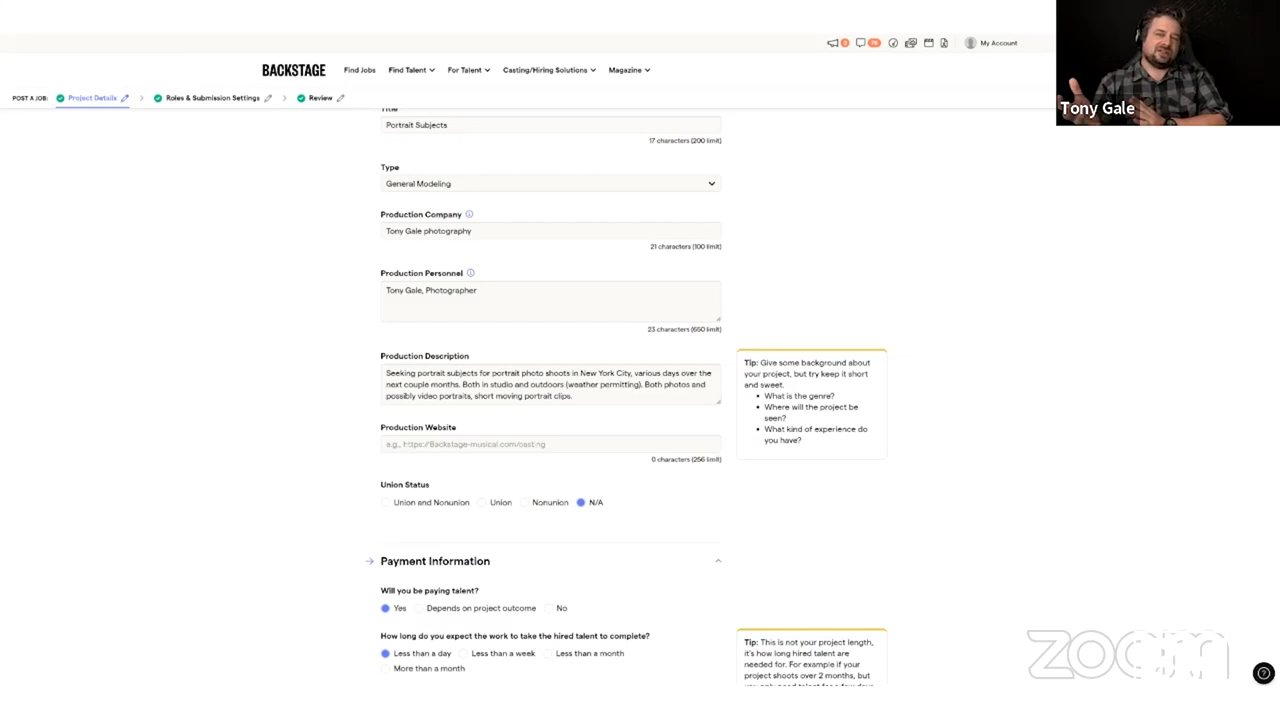 My Account
BACKSTAGE
Find Jobs
Find Talent
For Talent
Casting/Hiring Solutions
Magazine
Tony Gale
POST A JOB:
Project Details
Roles & Submission Settings
Review
Title
Portrait Subjects
17 characters (200 limit)
Type
General Modeling
Production Company
Tony Gale photography
21 characters (100 limit)
Production Personnel
Tony Gale, Photographer
23 characters (650 limit)
Production Description
Seeking portrait subjects for portrait photo shoots in New York City, various days over the
next couple months. Both in studio and outdoors (weather permitting). Both photos and
possibly video portraits, short moving portrait clips.
Tip: Give some background about
your project, but try keep it short
and sweet.
• What is the genre?
• Where will the project be
seen?
• What kind of experience do
you have?
Production Website
e.g., https://Backstage-musical.com/casting
0 characters (256 limit)
Union Status
Union and Nonunion
Union
Nonunion
N/A
Payment Information
Will you be paying talent?
Yes
Depends on project outcome
No
How long do you expect the work to take the hired talent to complete?
Less than a day
Less than a week
Less than a month
More than a month
Tip: This is not your project length,
it's how long hired talent are
needed for. For example if your
project shoots over 2 months, but
you only need talent for a few days
zoom